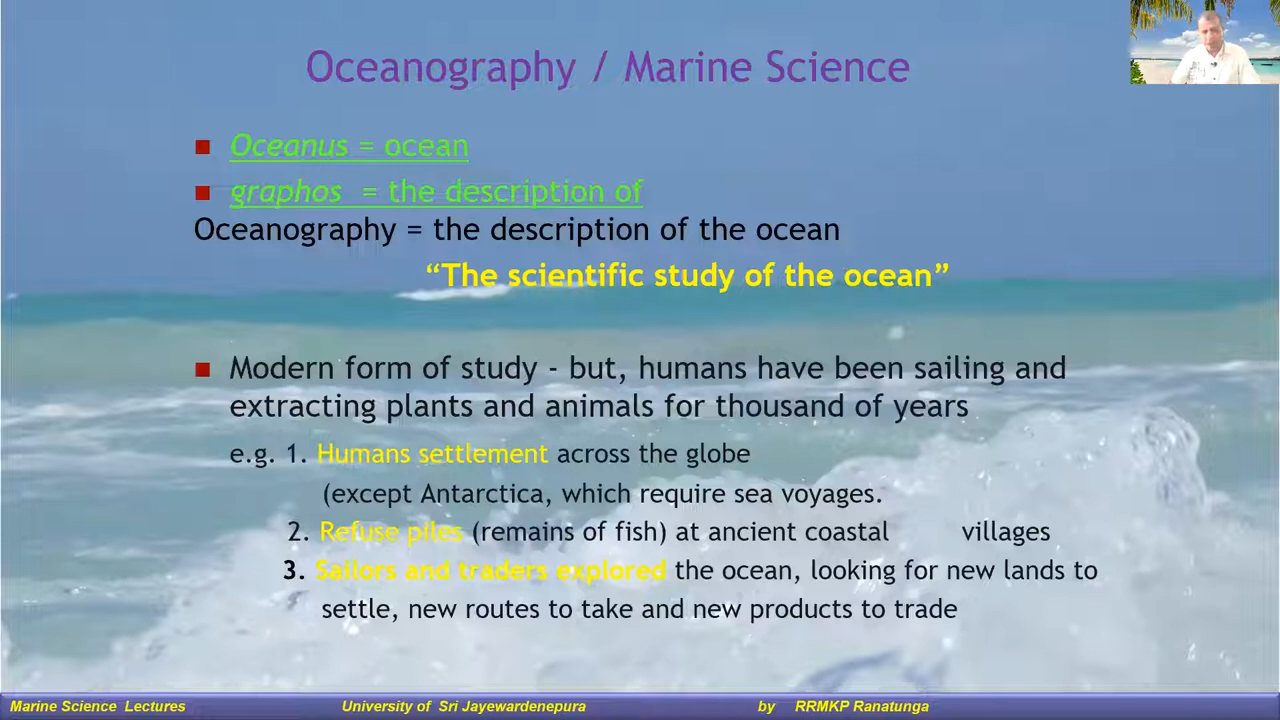 Oceanography / Marine Science
Oceanus = ocean
graphos = the description of
Oceanography = the description of the ocean
“The scientific study of the ocean”
Modern form of study - but, humans have been sailing and
extracting plants and animals for thousand of years
e.g. 1. Humans settlement across the globe
(except Antarctica, which require sea voyages.
2. Refuse piles (remains of fish) at ancient coastal villages
3. Sailors and traders explored the ocean, looking for new lands to
settle, new routes to take and new products to trade
Marine Science Lectures University of Sri Jayewardenepura by RRMKP Ranatunga